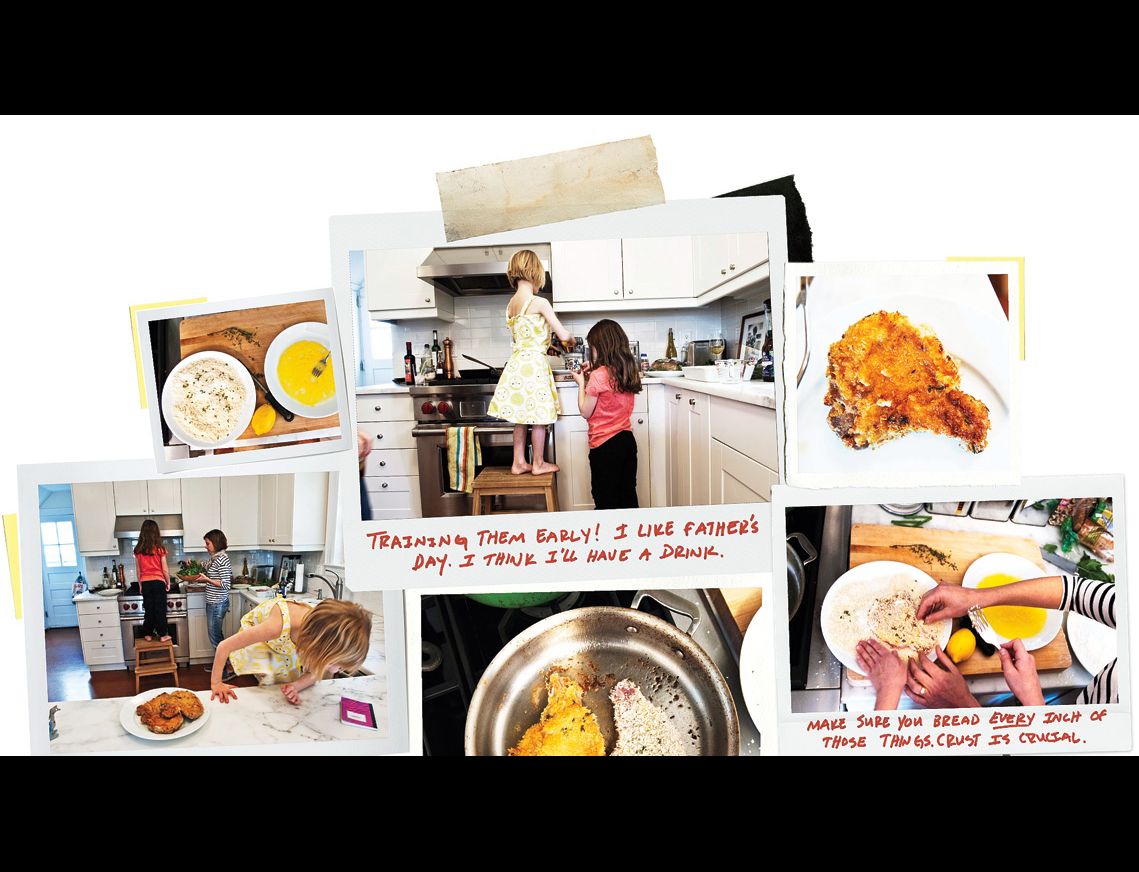 TRAINING THEM EARLY! I LIKE FATHER'S
DAY. I THINK I'LL HAVE A DRINK.
MAKE SURE YOU BREAD EVERY INCH OF
THOSE THINGS. CRUST IS CRUCIAL.